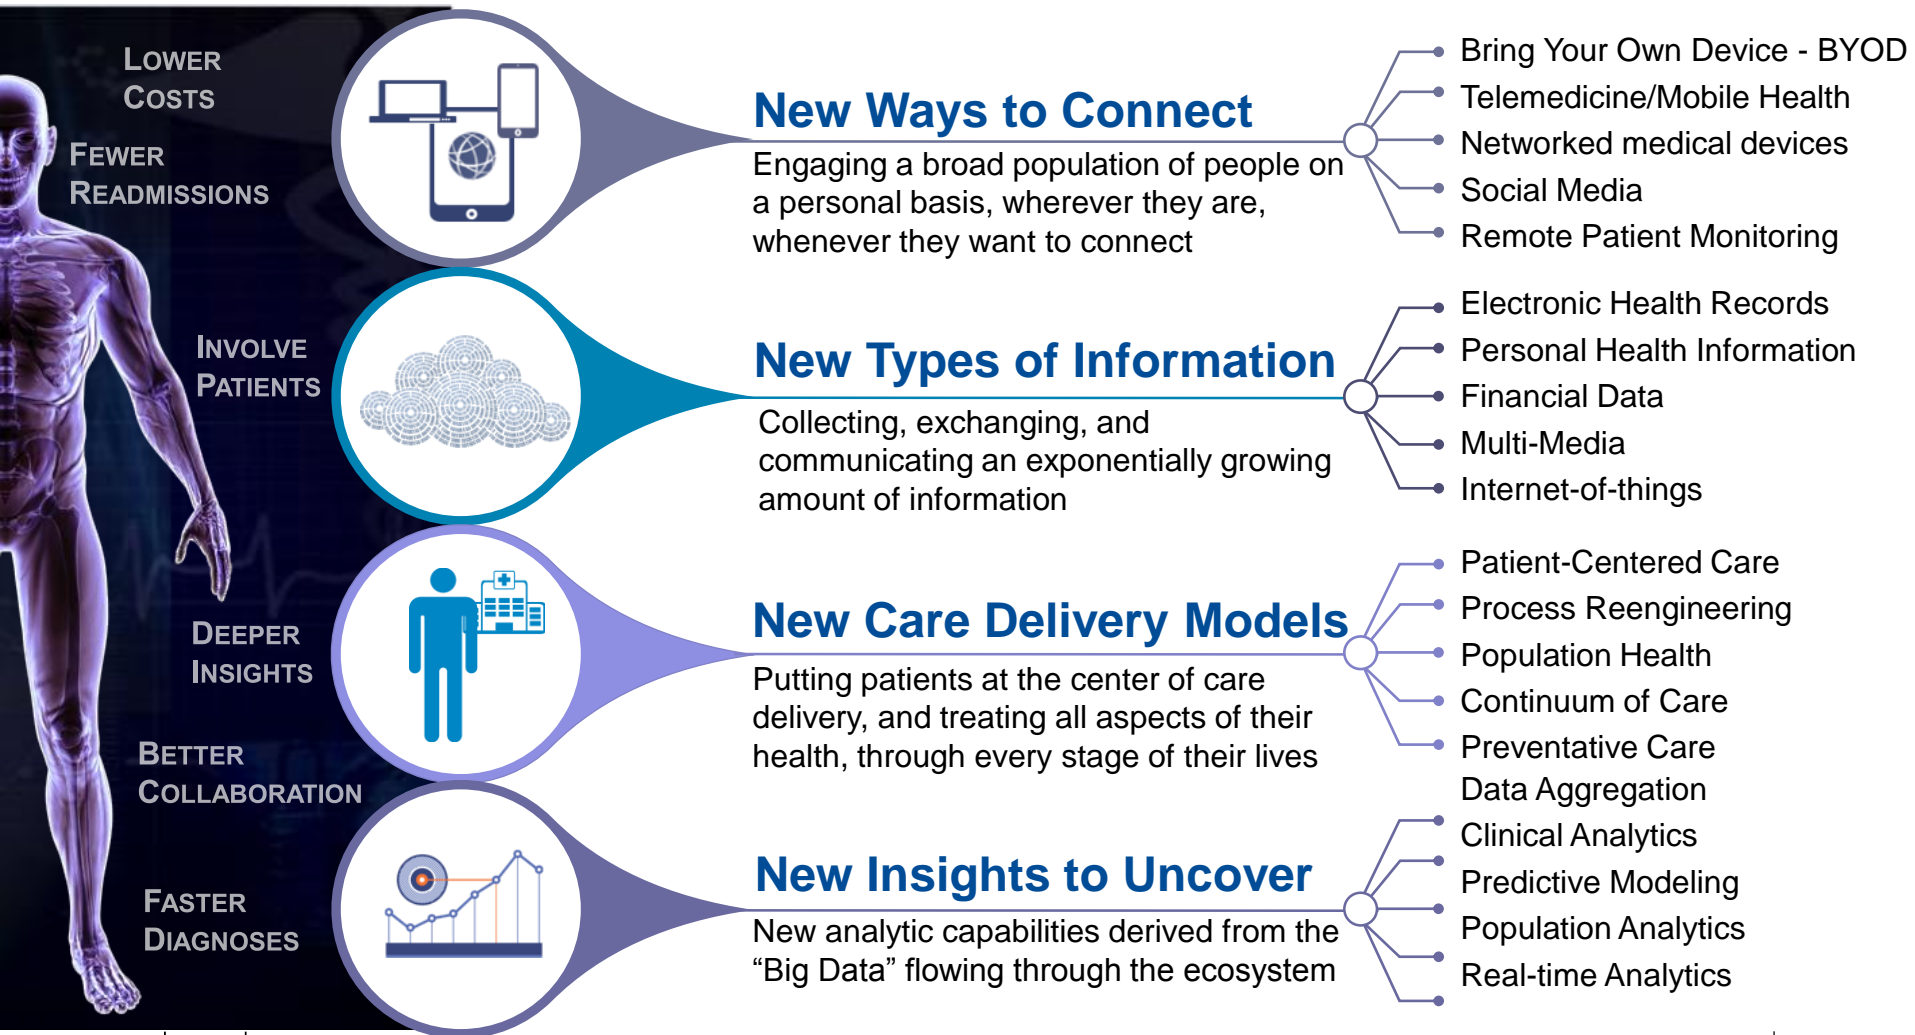 LOWER
COSTS
FEWER
READMISSIONS
INVOLVE
PATIENTS
DEEPER
INSIGHTS
BETTER
COLLABORATION
FASTER
DIAGNOSES
New Ways to Connect
Engaging a broad population of people on
a personal basis, wherever they are,
whenever they want to connect
Bring Your Own Device - BYOD
Telemedicine/Mobile Health
Networked medical devices
Social Media
Remote Patient Monitoring
New Types of Information
Collecting, exchanging, and
communicating an exponentially growing
amount of information
Electronic Health Records
Personal Health Information
Financial Data
Multi-Media
Internet-of-things
New Care Delivery Models
Putting patients at the center of care
delivery, and treating all aspects of their
health, through every stage of their lives
Patient-Centered Care
Process Reengineering
Population Health
Continuum of Care
Preventative Care
New Insights to Uncover
New analytic capabilities derived from the
“Big Data” flowing through the ecosystem
Data Aggregation
Clinical Analytics
Predictive Modeling
Population Analytics
Real-time Analytics